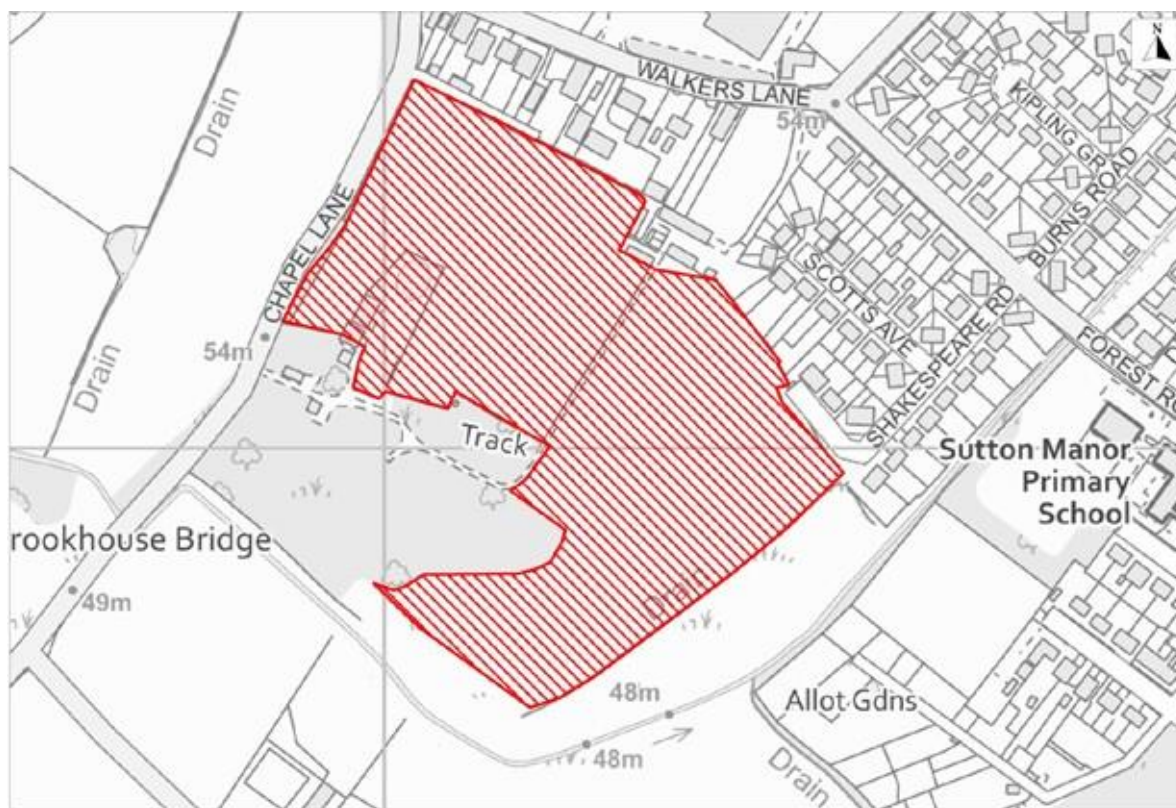 N
WALKERS LANE
54m
KIPLING GR
BURNS ROAD
Drain
CHAPEL LANE
SCOTTS AVE
SHAKESPEARE RD
FOREST R
54m
Drain
Track
Sutton Manor
Primary
School
rookhouse Bridge
49m
Drain
48m
48m
Allot Gdns
Drain